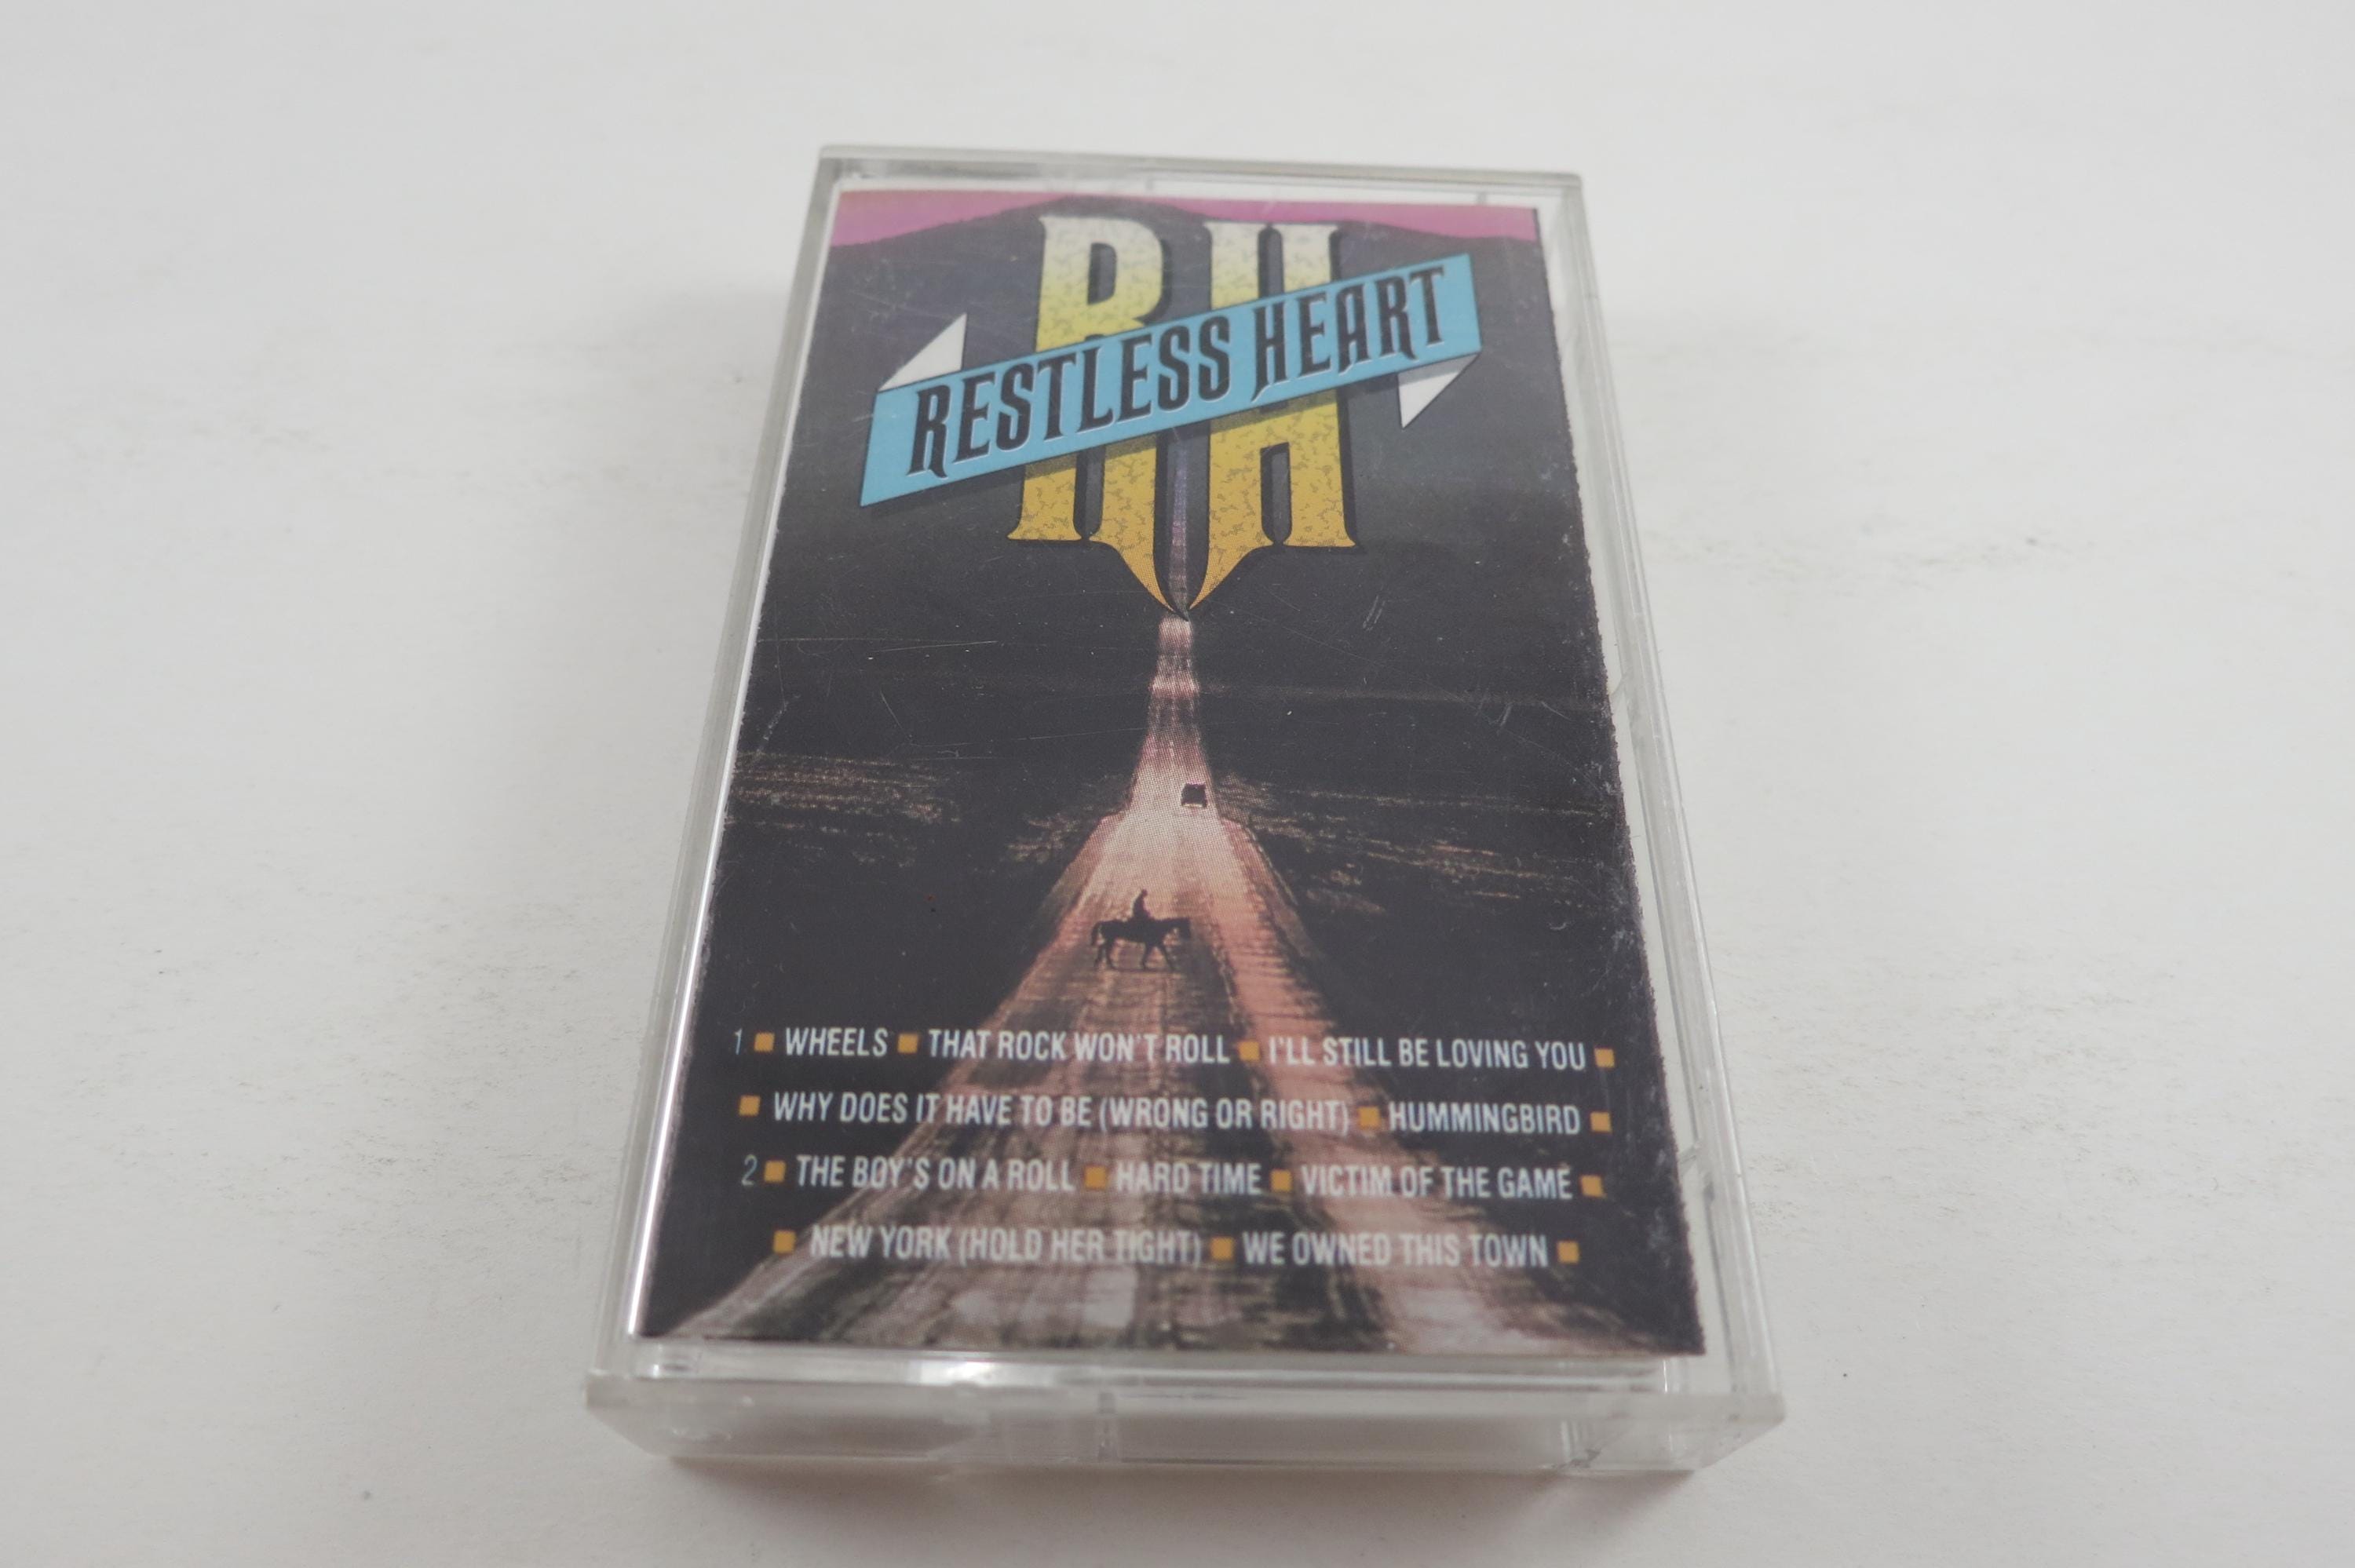 RH
RESTLESS HEART
1 ■ WHEELS ■ THAT ROCK WON'T ROLL ■ I'LL STILL BE LOVING YOU ■
■ WHY DOES IT HAVE TO BE (WRONG OR RIGHT) ■ HUMMINGBIRD ■
2 ■ THE BOY'S ON A ROLL ■ HARD TIME ■ VICTIM OF THE GAME ■
■ NEW YORK (HOLD HER TIGHT) ■ WE OWNED THIS TOWN ■